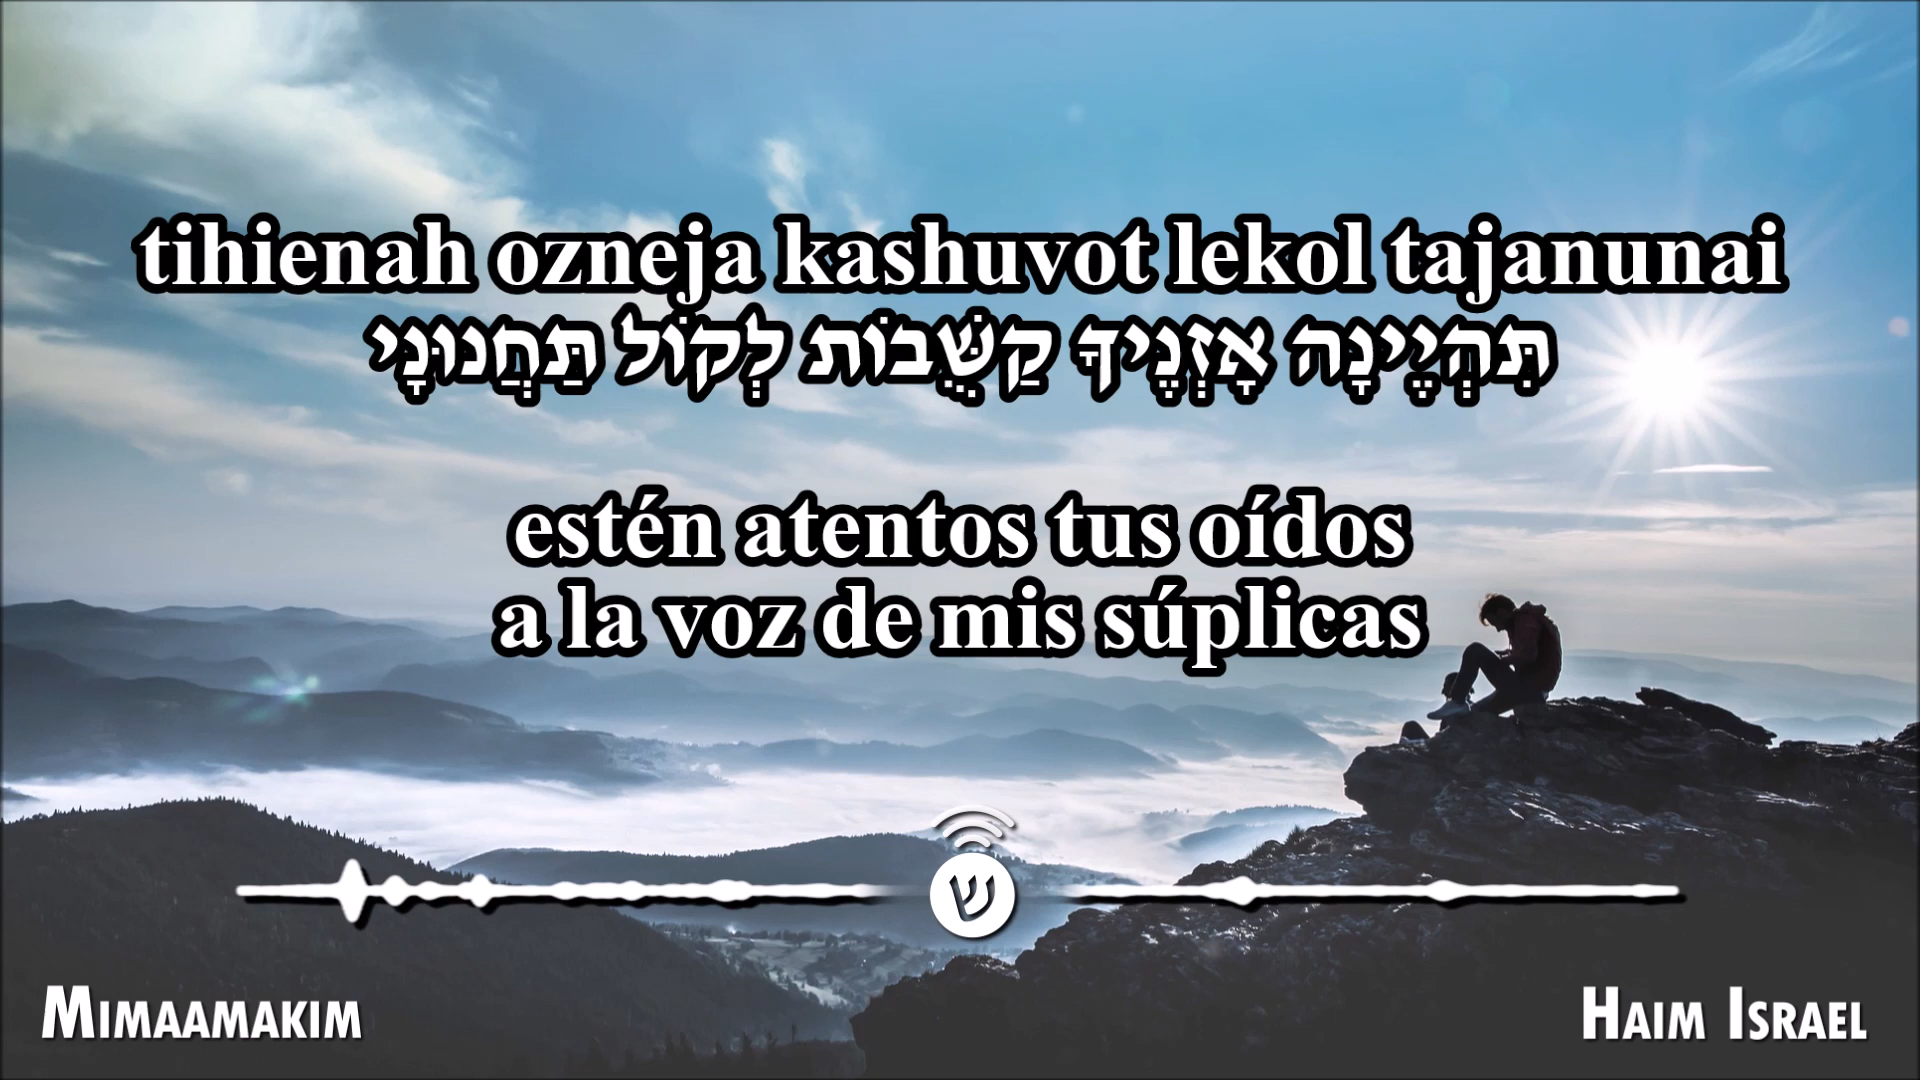 tihienah ozneja kashuvot lekol tajanunai
תִּהְיֶינָה אָזְנֶיךָ קַשֻּׁבוֹת לְקוֹל תַּחֲנוּנָי
estén atentos tus oídos
a la voz de mis súplicas
ש
MIMAAMAKIM
HAIM ISRAEL